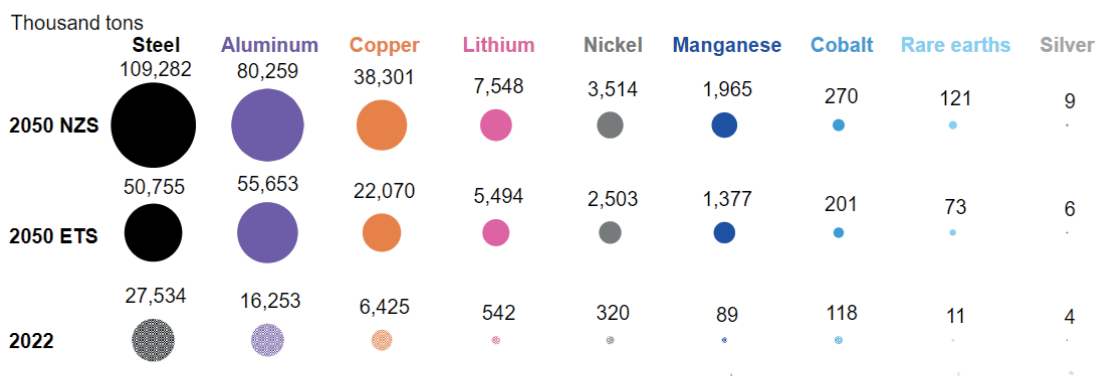 Thousand tons
Steel Aluminum Copper Lithium Nickel Manganese Cobalt Rare earths Silver
109,282 80,259 38,301 7,548 3,514 1,965 270 121 9
2050 NZS
50,755 55,653 22,070 5,494 2,503 1,377 201 73 6
2050 ETS
27,534 16,253 6,425 542 320 89 118 11 4
2022